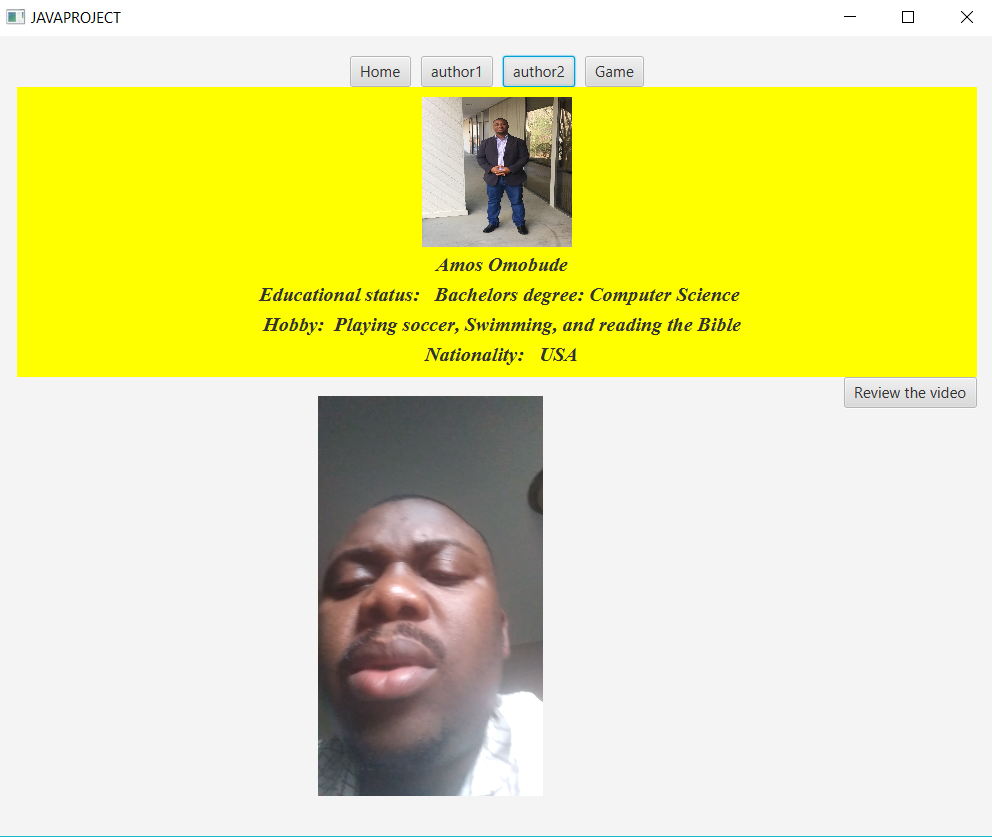 JAVAPROJECT
Home author1 author2 Game
Amos Omobude
Educational status: Bachelors degree: Computer Science
Hobby: Playing soccer, Swimming, and reading the Bible
Nationality: USA
Review the video